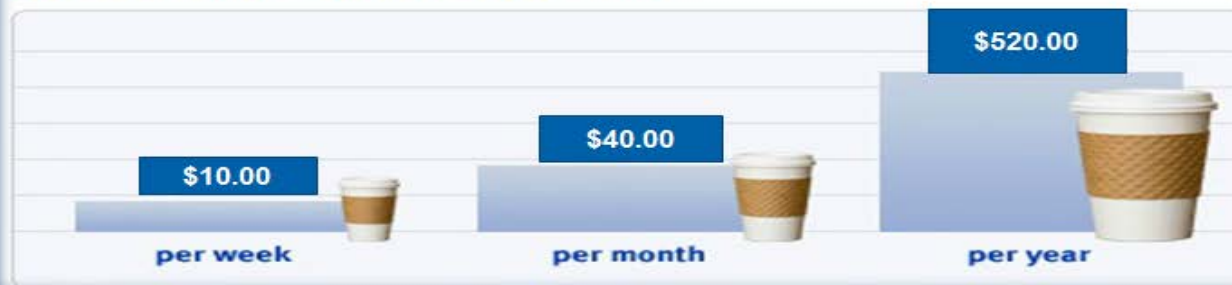 $10.00
per week
$40.00
per month
$520.00
per year